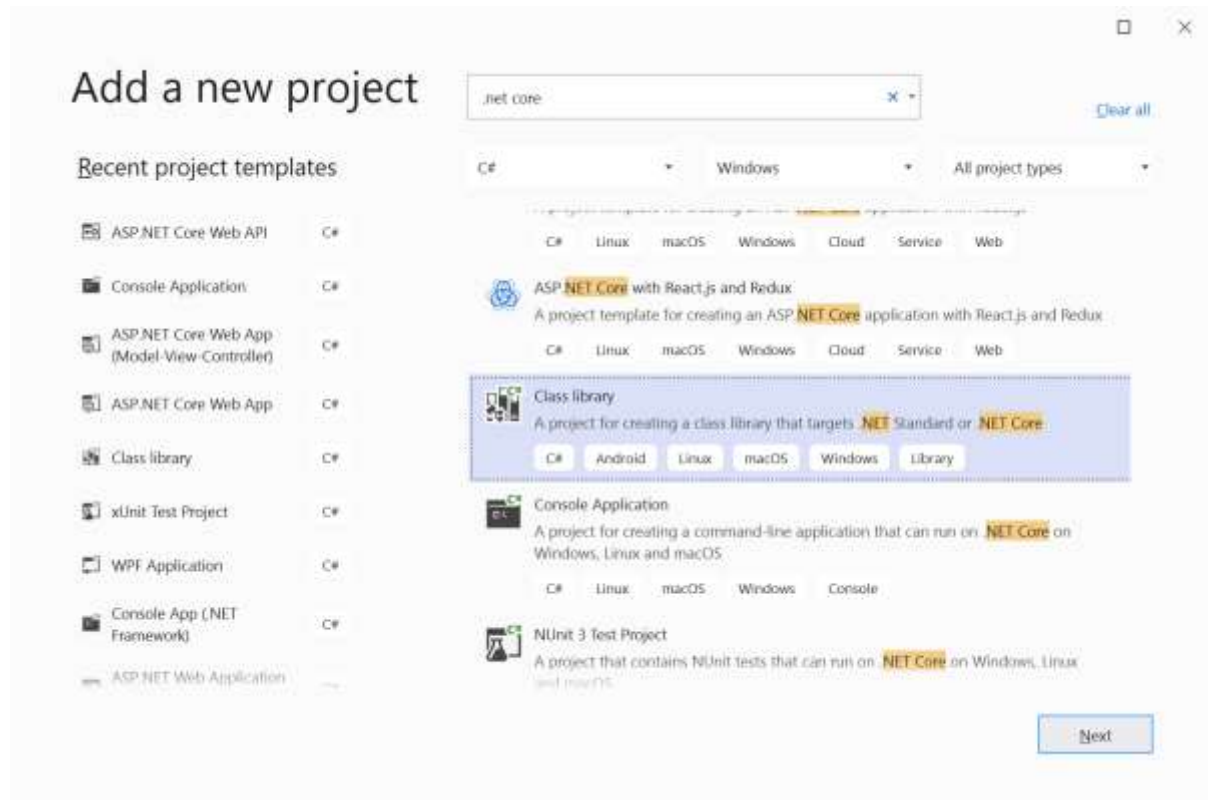 Add a new project
.net core
Clear all
Recent project templates
C#
Windows
All project types
ASP.NET Core Web API C#
Console Application C#
ASP.NET Core Web App
(Model-View-Controller) C#
ASP.NET Core Web App C#
Class library C#
xUnit Test Project C#
WPF Application C#
Console App (.NET
Framework) C#
ASP.NET Web Application
C# Linux macOS Windows Cloud Service Web
ASP.NET Core with React.js and Redux
A project template for creating an ASP.NET Core application with React.js and Redux
C# Linux macOS Windows Cloud Service Web
Class library
A project for creating a class library that targets .NET Standard or .NET Core
C# Android Linux macOS Windows Library
Console Application
A project for creating a command-line application that can run on .NET Core on
Windows, Linux and macOS
C# Linux macOS Windows Console
NUnit 3 Test Project
A project that contains NUnit tests that can run on .NET Core on Windows, Linux
and macOS
Next